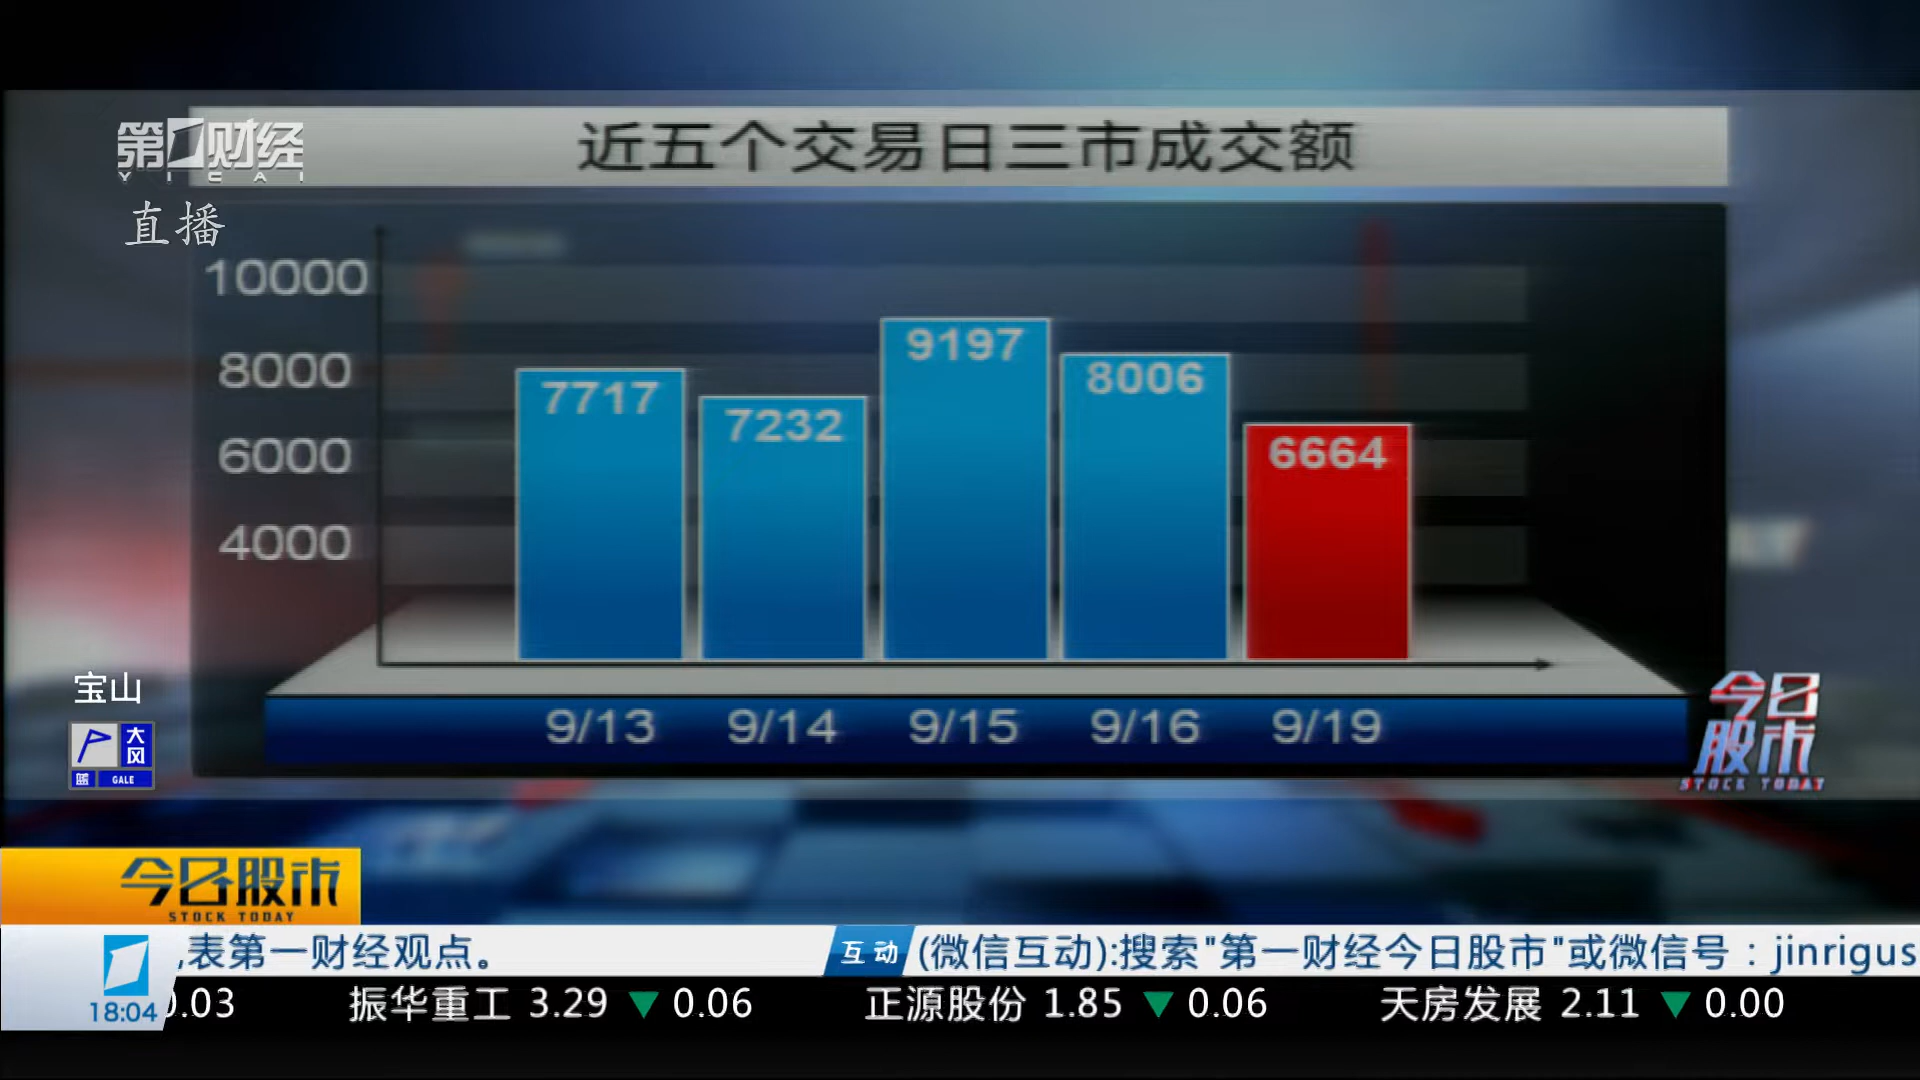 第1财经
YICAI
直播
近五个交易日三市成交额
10000
8000
6000
4000
7717
7232
9197
8006
6664
9/13
9/14
9/15
9/16
9/19
宝山
大风
蓝 GALE
今日股市
STOCK TODAY
今日股市
STOCK TODAY
表第一财经观点。
互动 (微信互动):搜索"第一财经今日股市"或微信号：jinrigus
18:04
0.03 振华重工 3.29 ▼ 0.06 正源股份 1.85 ▼ 0.06 天房发展 2.11 ▼ 0.00